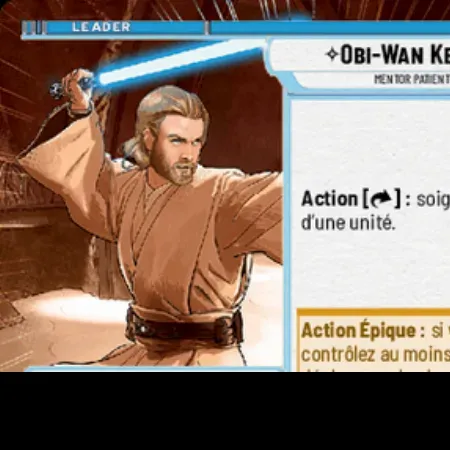 LEADER
✧OBI-WAN KE
MENTOR PATIENT
Action [↷] : soig
d'une unité.
Action Épique : si
contrôlez au moins